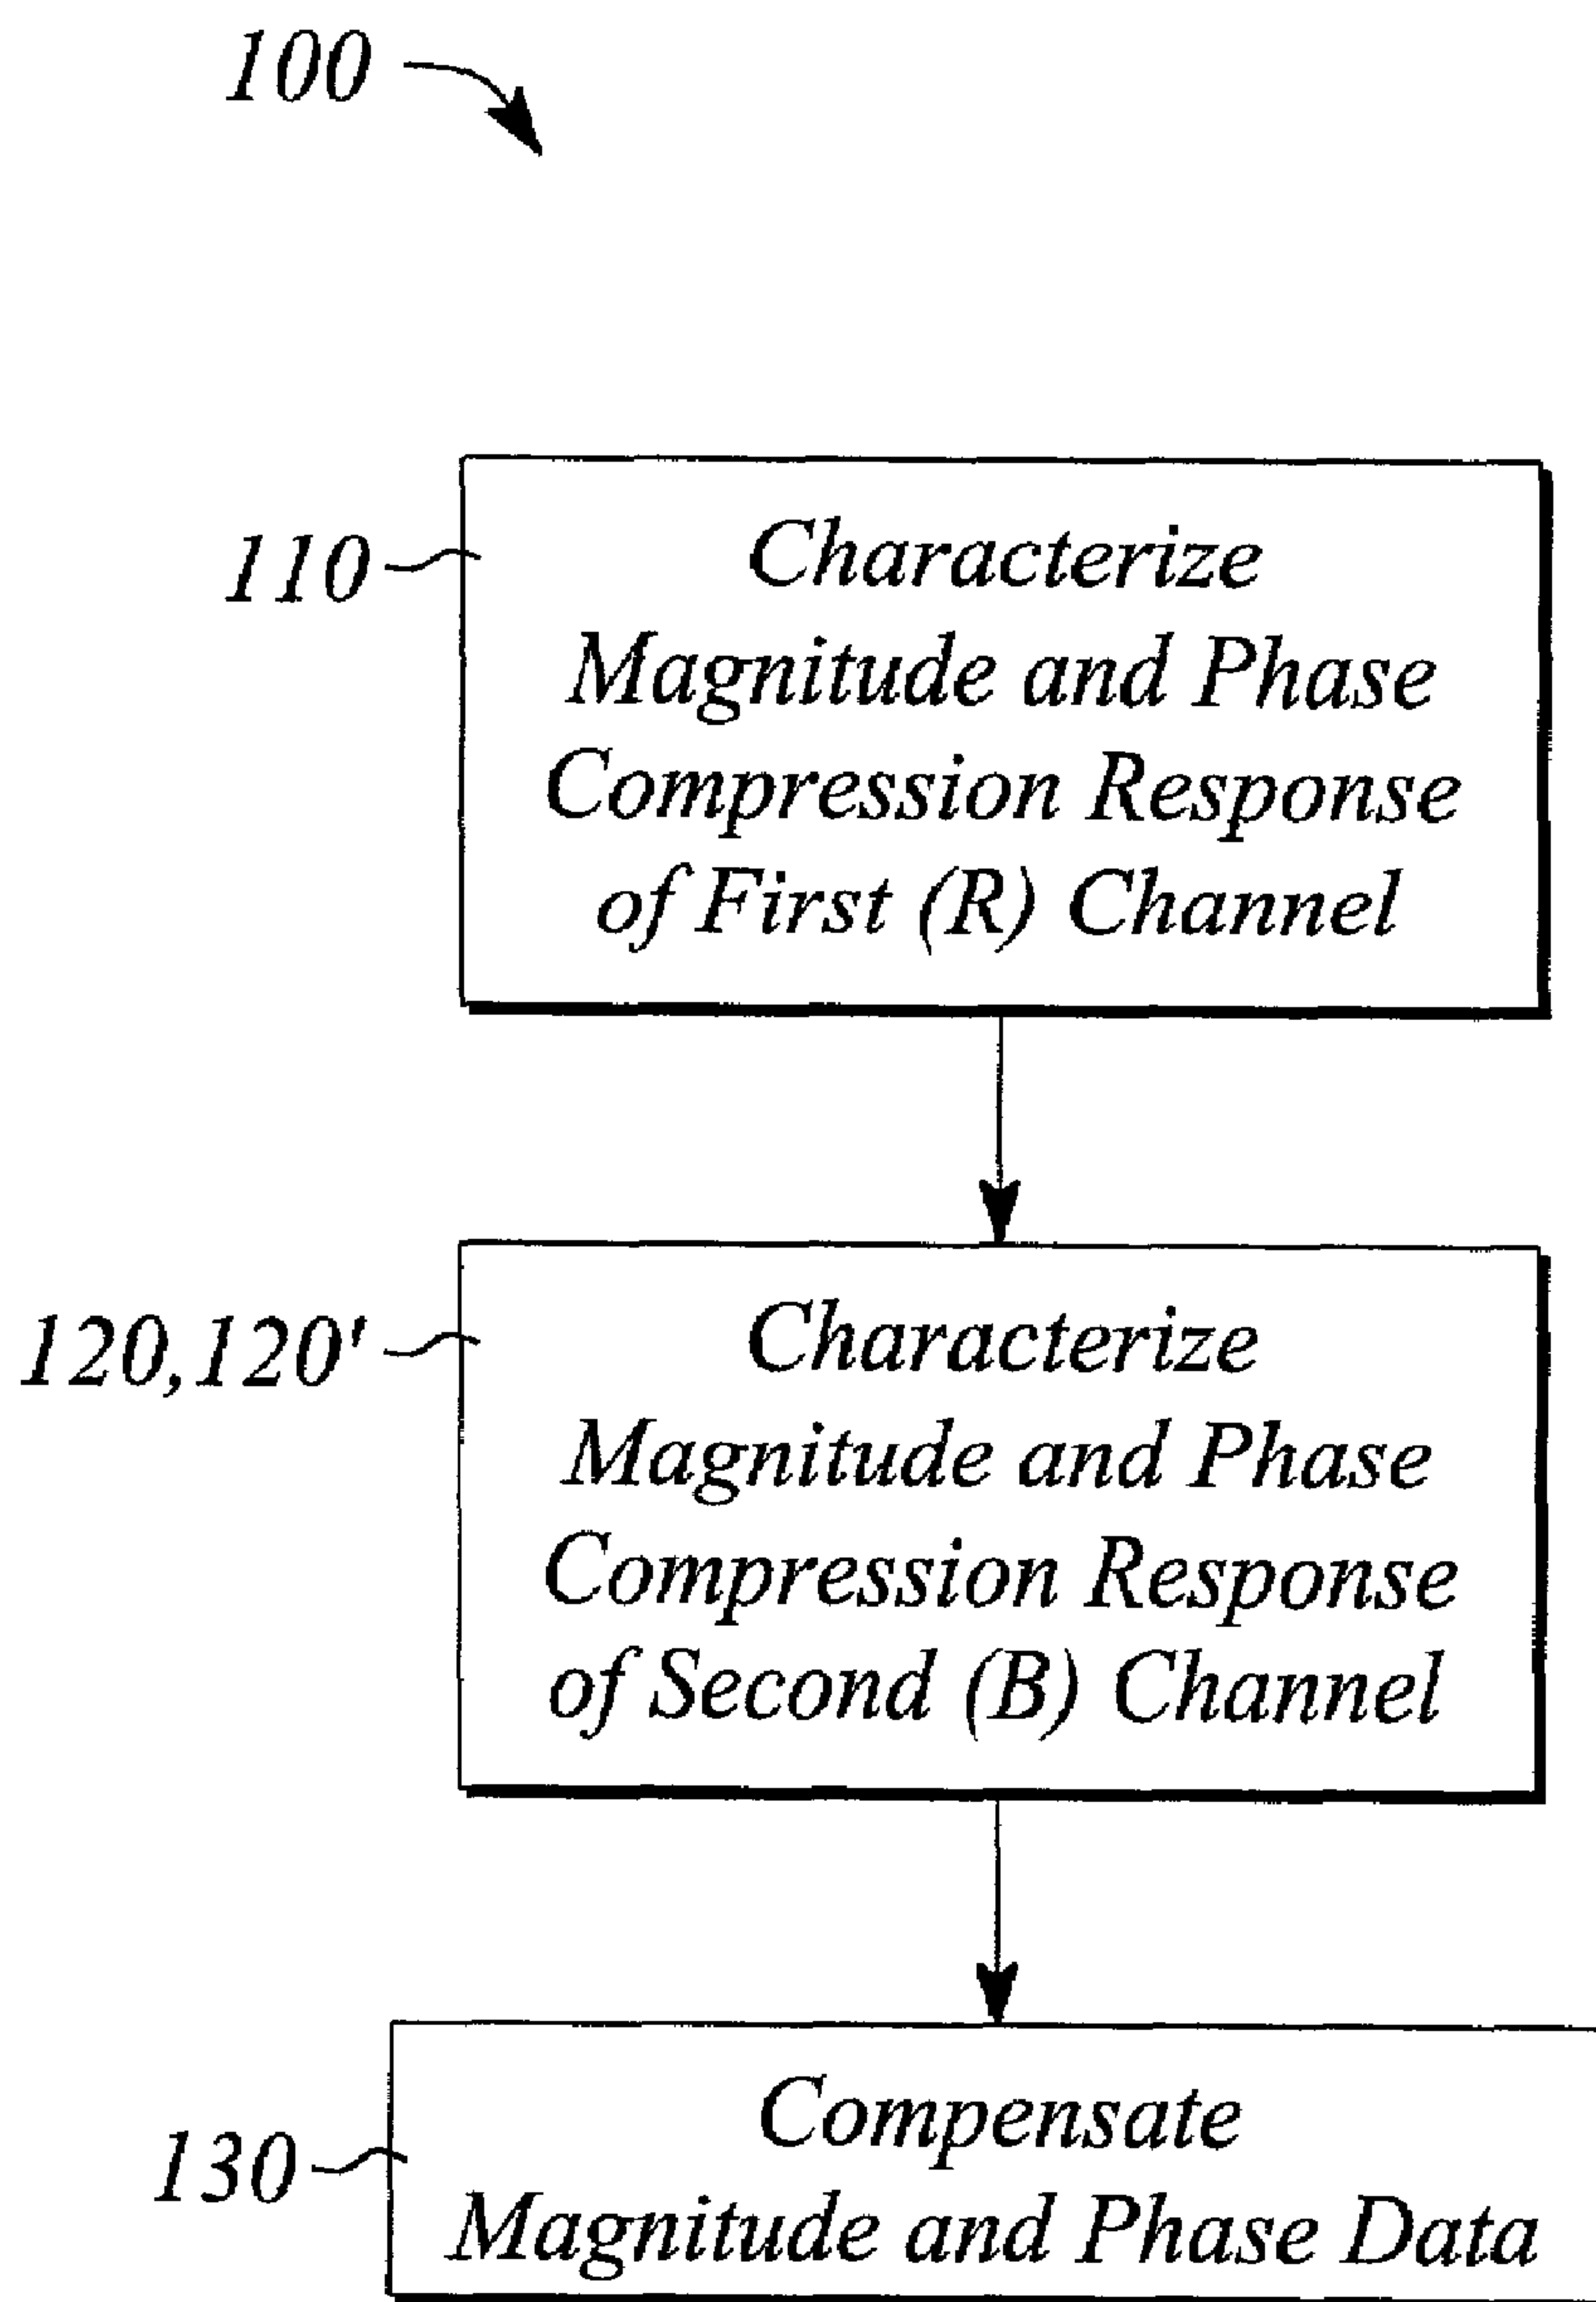 100
110
Characterize
Magnitude and Phase
Compression Response
of First (R) Channel
120,120'
Characterize
Magnitude and Phase
Compression Response
of Second (B) Channel
130
Compensate
Magnitude and Phase Data